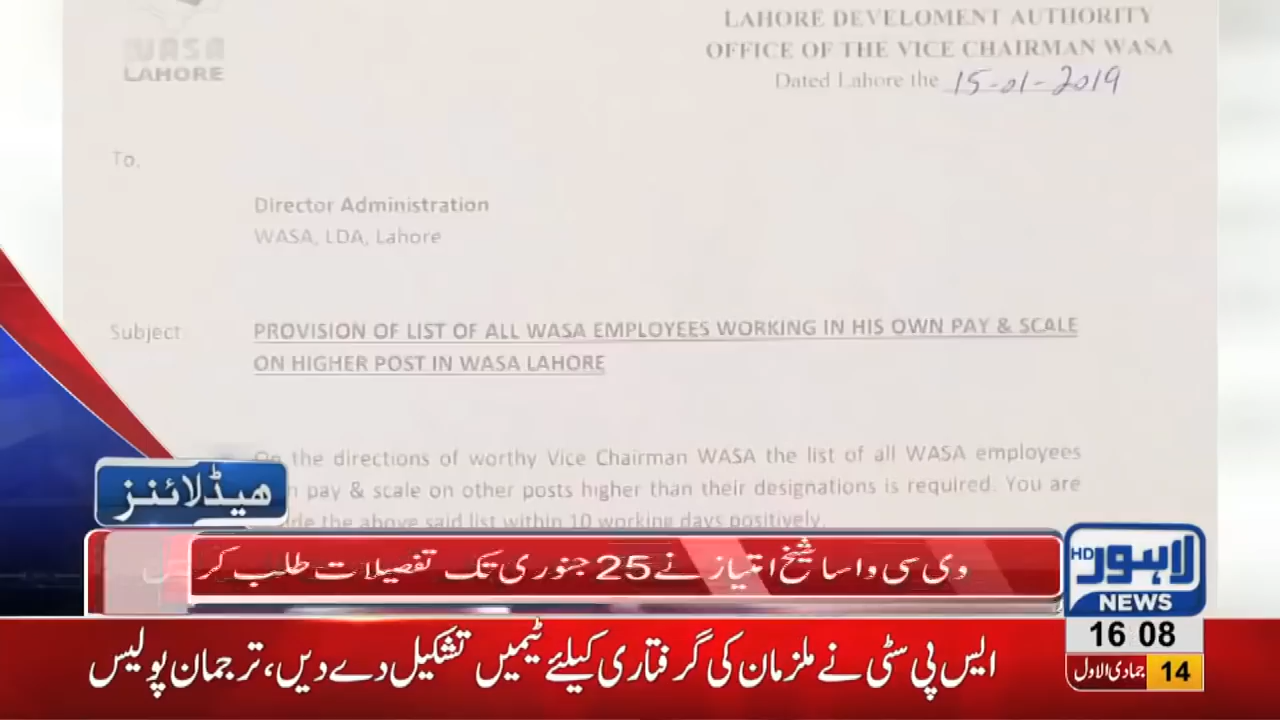 WASA
LAHORE
LAHORE DEVELOMENT AUTHORITY
OFFICE OF THE VICE CHAIRMAN WASA
Dated Lahore the 15-01-2019
To,
Director Administration
WASA, LDA, Lahore
Subject
PROVISION OF LIST OF ALL WASA EMPLOYEES WORKING IN HIS OWN PAY & SCALE
ON HIGHER POST IN WASA LAHORE
On the directions of worthy Vice Chairman WASA the list of all WASA employees
pay & scale on other posts higher than their designations is required. You are
the above said list within 10 working days positively.
ہیڈلائنز
وی سی واسا شیخ امتیاز نے 25 جنوری تک تفصیلات طلب کر
HD لاہور
NEWS
16 08
ایس پی سٹی نے ملزمان کی گرفتاری کیلئے ٹیمیں تشکیل دے دیں، ترجمان پولیس
14 جمادی الاول